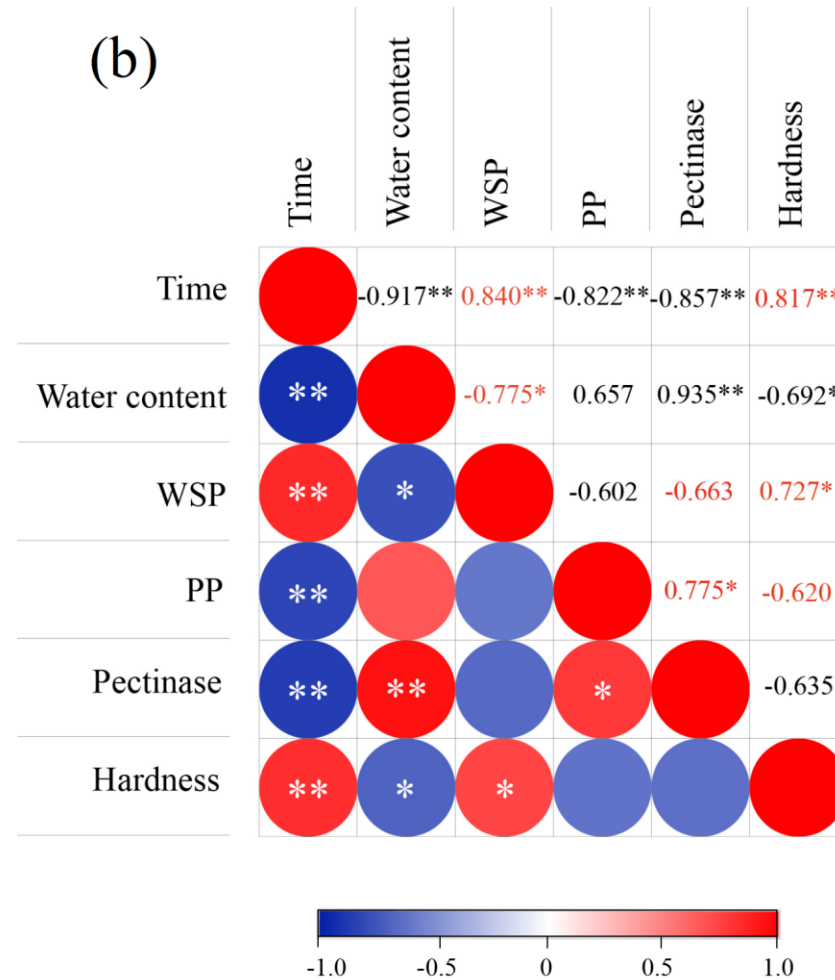 (b)
Time
Water content
WSP
PP
Pectinase
Hardness
Time -0.917** 0.840** -0.822** -0.857** 0.817**
Water content ** -0.775* 0.657 0.935** -0.692*
WSP ** * -0.602 -0.663 0.727*
PP ** 0.775* -0.620
Pectinase ** ** * -0.635
Hardness ** * *
-1.0 -0.5 0 0.5 1.0